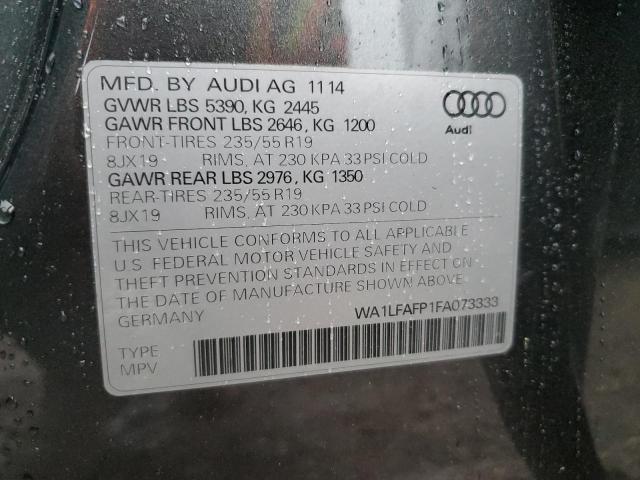 MFD. BY AUDI AG 11 14
GVWR LBS 5390, KG 2445
GAWR FRONT LBS 2646, KG 1200
FRONT-TIRES 235/55 R19
8JX19 RIMS, AT 230 KPA 33 PSI COLD
GAWR REAR LBS 2976, KG 1350
REAR-TIRES 235/55 R19
8JX19 RIMS, AT 230 KPA 33 PSI COLD
Audi
THIS VEHICLE CONFORMS TO ALL APPLICABLE
U.S. FEDERAL MOTOR VEHICLE SAFETY AND
THEFT PREVENTION STANDARDS IN EFFECT ON
THE DATE OF MANUFACTURE SHOWN ABOVE
GERMANY
WA1LFAFP1FA073333
TYPE
MPV